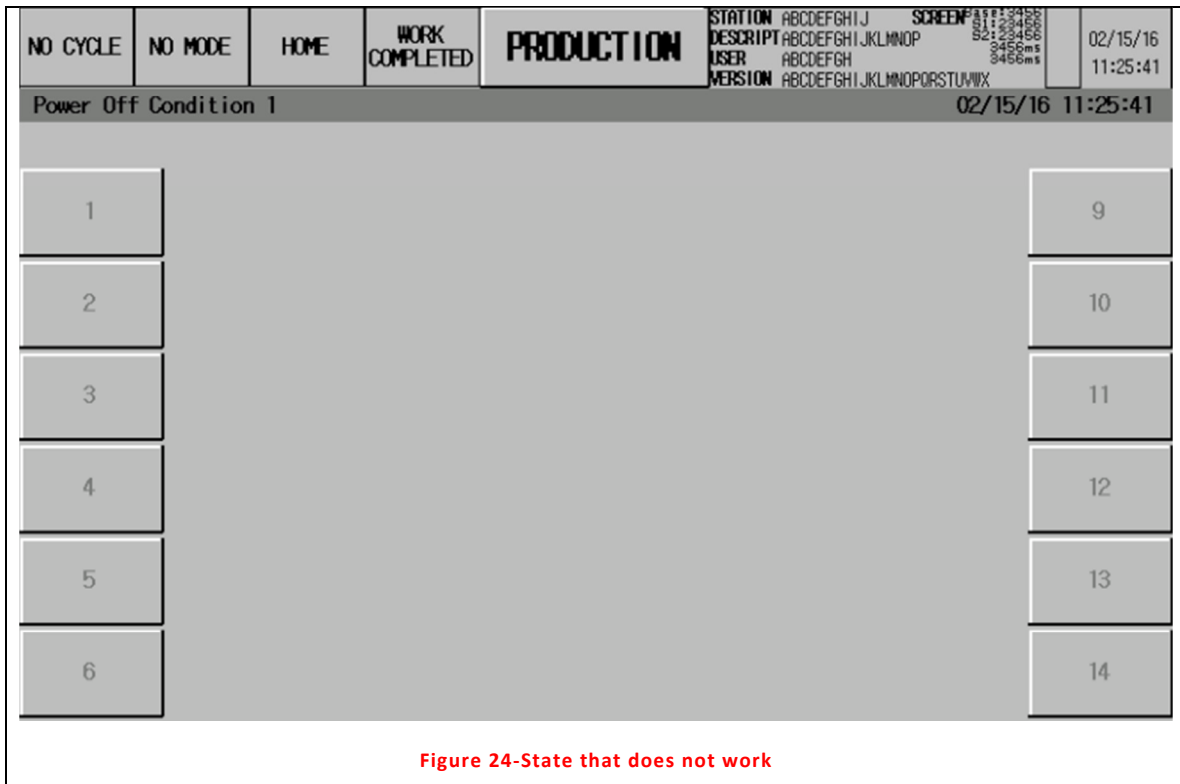 NO CYCLE
NO MODE
HOME
WORK
COMPLETED
PRODUCTION
STATION ABCDEFGHIJ
DESCRIPT ABCDEFGHIJKLMNOP
USER ABCDEFGH
VERSION ABCDEFGHIJKLMNOPQRSTUVWX
SCREEN
S2:23456
3456ms
3456ms
02/15/16
11:25:41
Power Off Condition 1 02/15/16 11:25:41
1
2
3
4
5
6
9
10
11
12
13
14
Figure 24-State that does not work